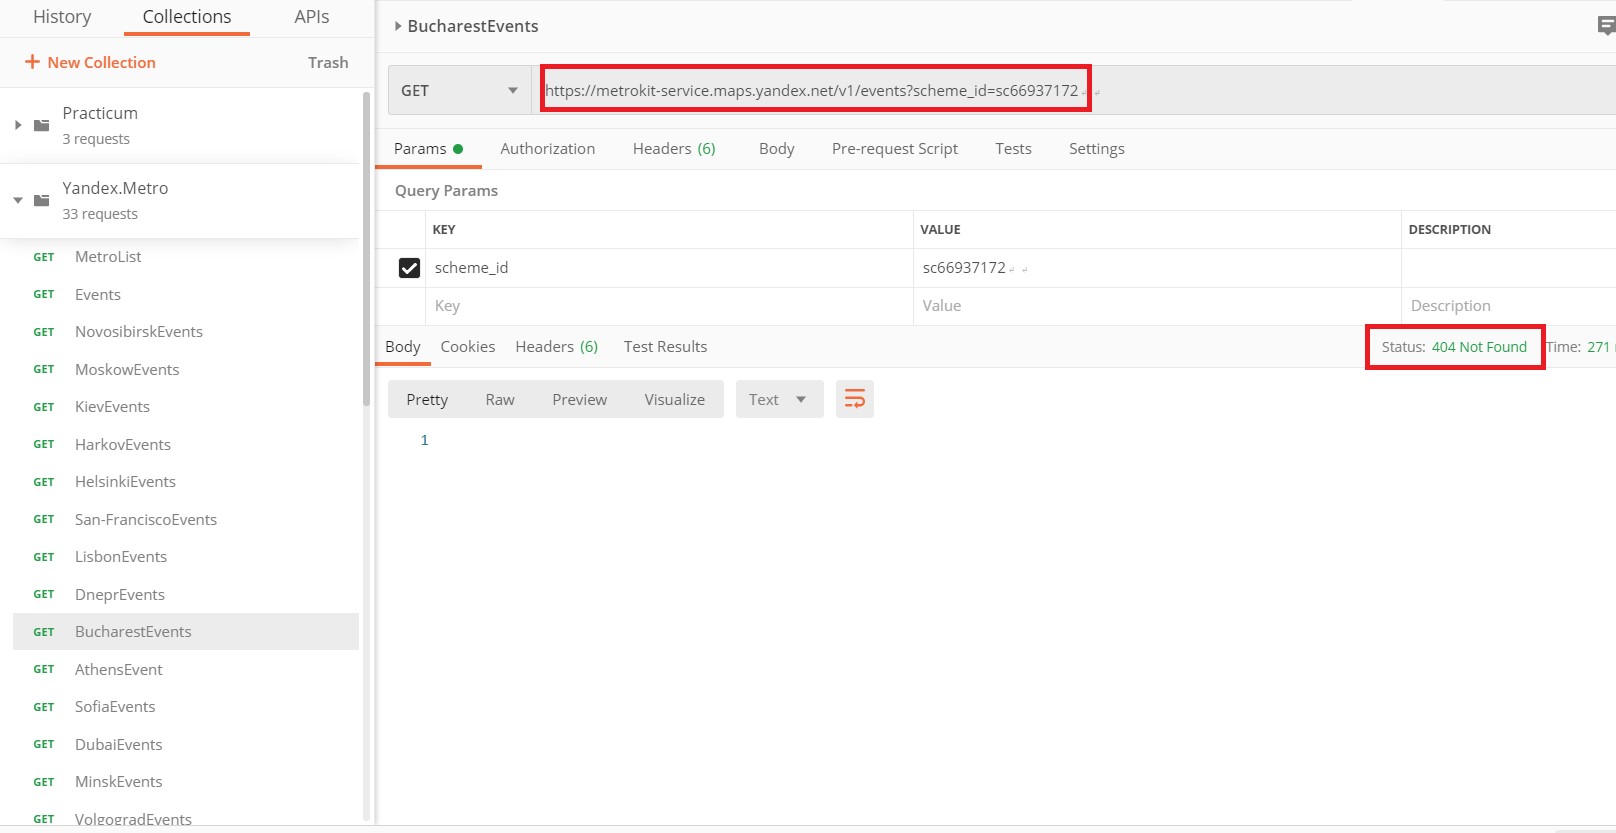 History Collections APIs
+ New Collection Trash
Practicum
3 requests
Yandex.Metro
33 requests
GET MetroList
GET Events
GET NovosibirskEvents
GET MoskowEvents
GET KievEvents
GET HarkovEvents
GET HelsinkiEvents
GET San-FranciscoEvents
GET LisbonEvents
GET DneprEvents
GET BucharestEvents
GET AthensEvent
GET SofiaEvents
GET DubaiEvents
GET MinskEvents
GET VolgogradEvents
BucharestEvents
GET https://metrokit-service.maps.yandex.net/v1/events?scheme_id=sc66937172
Params Authorization Headers (6) Body Pre-request Script Tests Settings
Query Params
KEY VALUE DESCRIPTION
scheme_id sc66937172
Key Value Description
Body Cookies Headers (6) Test Results Status: 404 Not Found Time: 271
Pretty Raw Preview Visualize Text
1